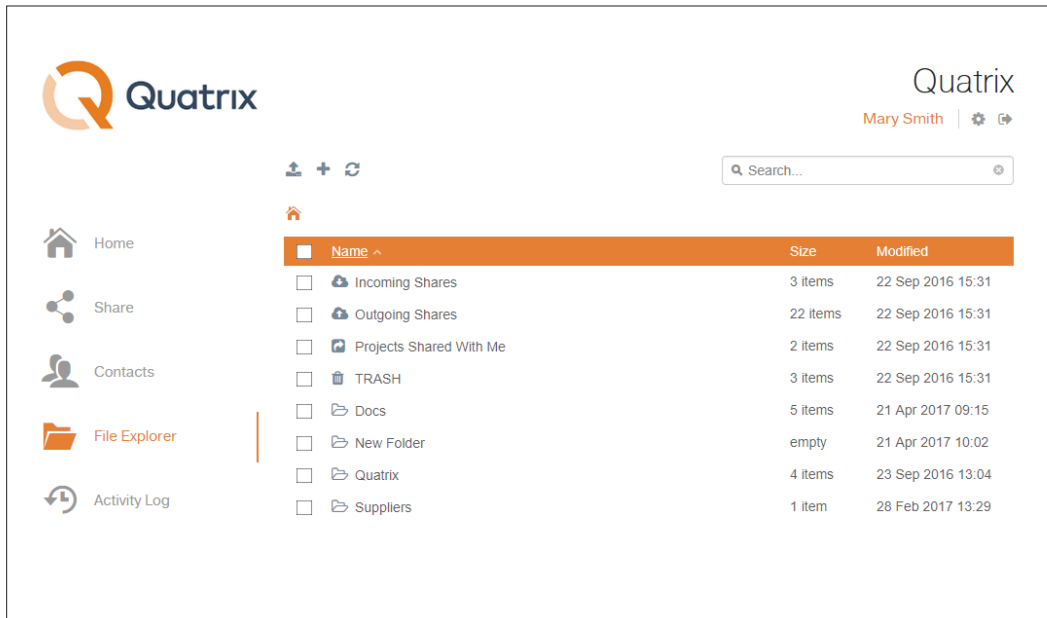 Quatrix
Quatrix
Mary Smith
Search...
Home
Share
Contacts
File Explorer
Activity Log
Name Size Modified
Incoming Shares 3 items 22 Sep 2016 15:31
Outgoing Shares 22 items 22 Sep 2016 15:31
Projects Shared With Me 2 items 22 Sep 2016 15:31
TRASH 3 items 22 Sep 2016 15:31
Docs 5 items 21 Apr 2017 09:15
New Folder empty 21 Apr 2017 10:02
Quatrix 4 items 23 Sep 2016 13:04
Suppliers 1 item 28 Feb 2017 13:29